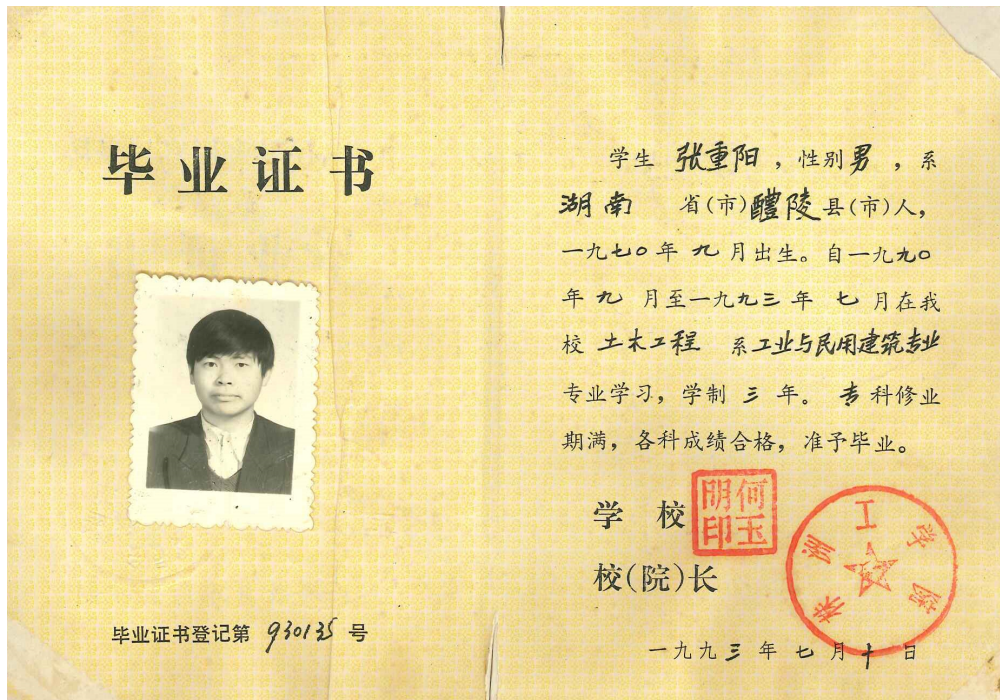 毕业证书
毕业证书登记第 930135 号
学生 张重阳，性别男，系
湖南 省(市)醴陵县(市)人，
一九七〇年 九 月出生。自一九九〇
年 九 月至一九九三年 七 月在我
校 土木工程 系工业与民用建筑专业
专业学习，学制 三 年。专科修业
期满，各科成绩合格，准予毕业。
学 校
校(院)长
何玉明印
工学院
一九九三年 七 月 十 日